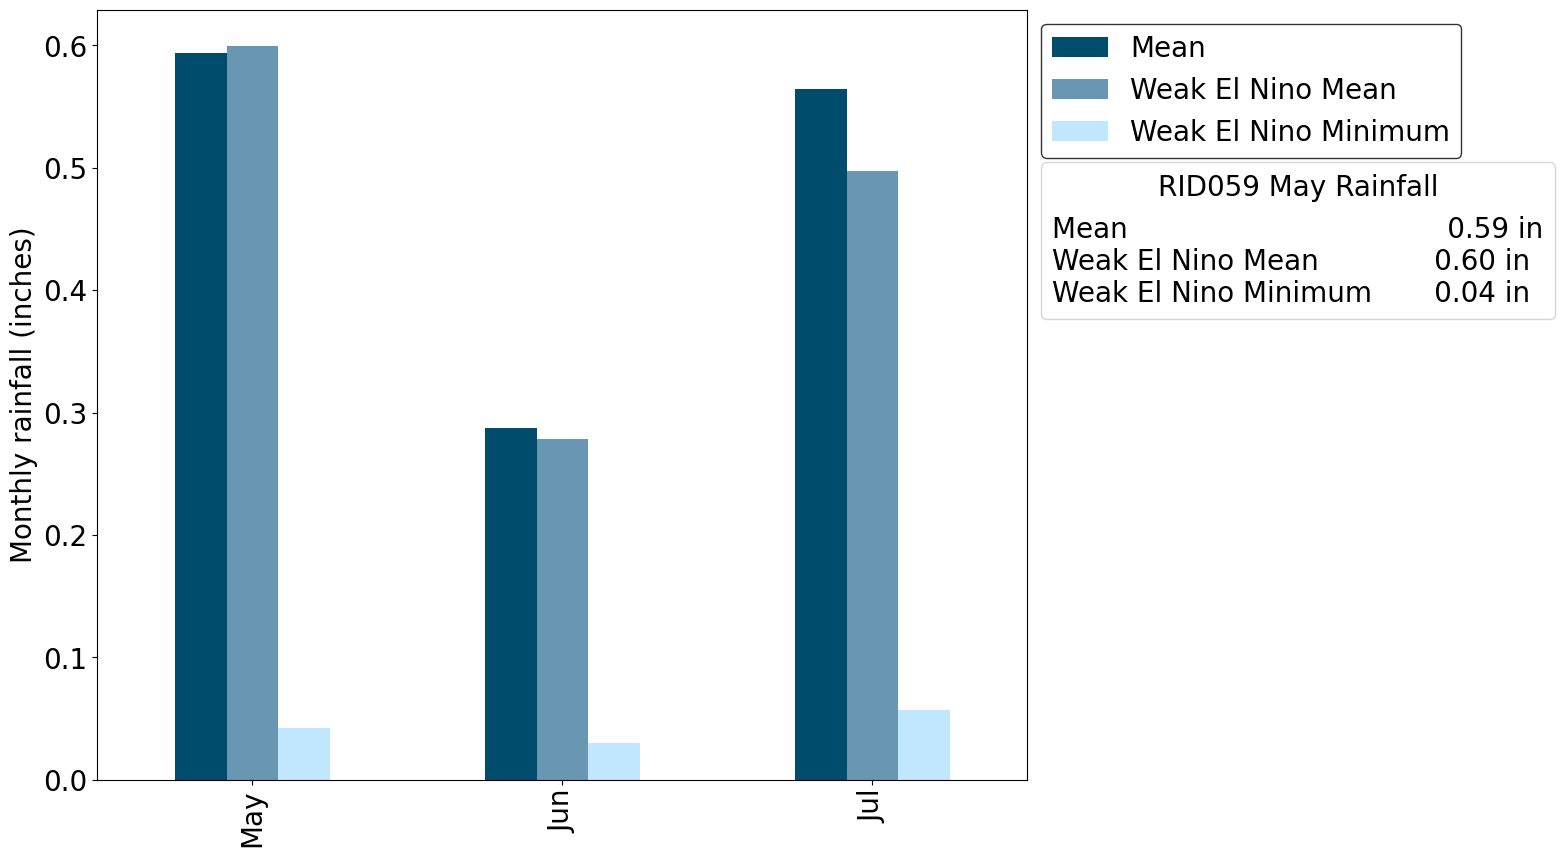 Monthly rainfall (inches)
0.6
0.5
0.4
0.3
0.2
0.1
0.0
May
Jun
Jul
Mean
Weak El Nino Mean
Weak El Nino Minimum
RID059 May Rainfall
Mean 0.59 in
Weak El Nino Mean 0.60 in
Weak El Nino Minimum 0.04 in